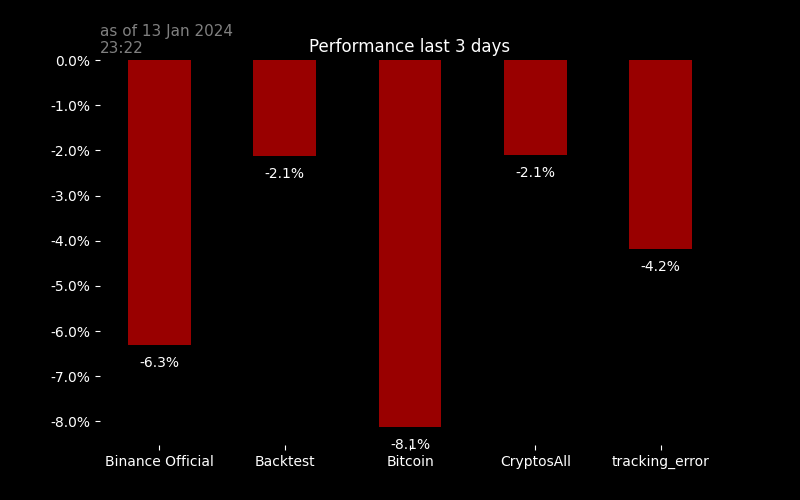 as of 13 Jan 2024
23:22
Performance last 3 days
0.0%
-1.0%
-2.0%
-3.0%
-4.0%
-5.0%
-6.0%
-7.0%
-8.0%
-6.3%
-2.1%
-8.1%
-2.1%
-4.2%
Binance Official
Backtest
Bitcoin
CryptosAll
tracking_error